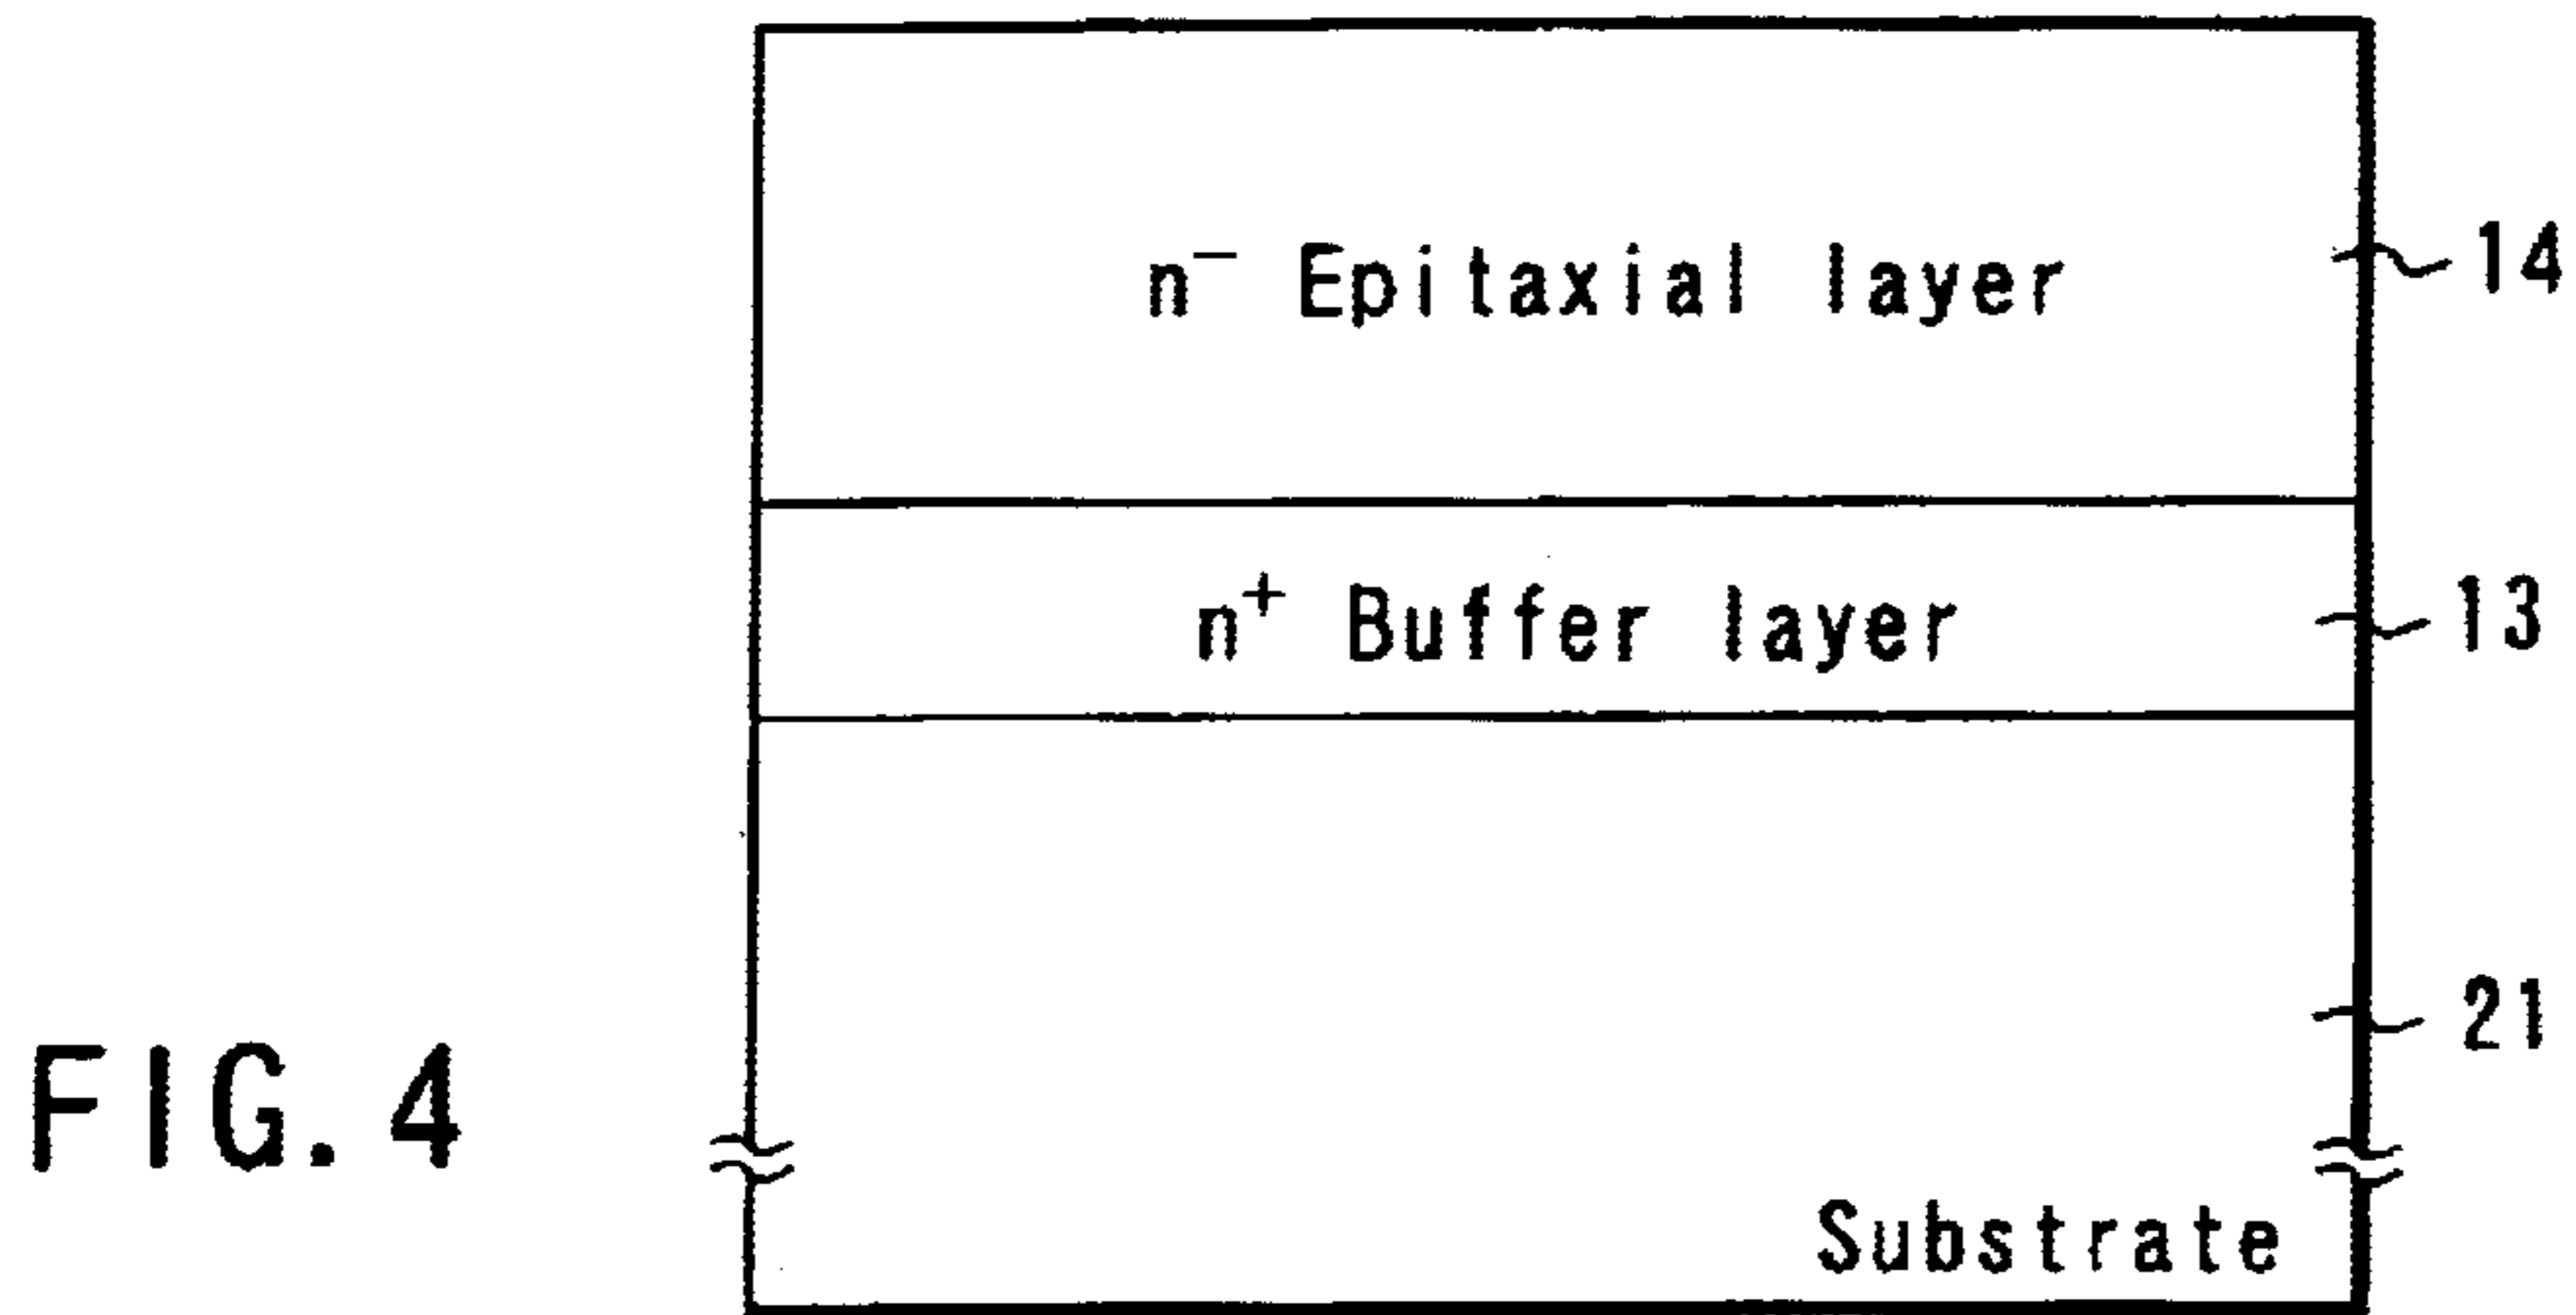 n⁻ Epitaxial layer
14
n⁺ Buffer layer
13
21
Substrate
FIG. 4